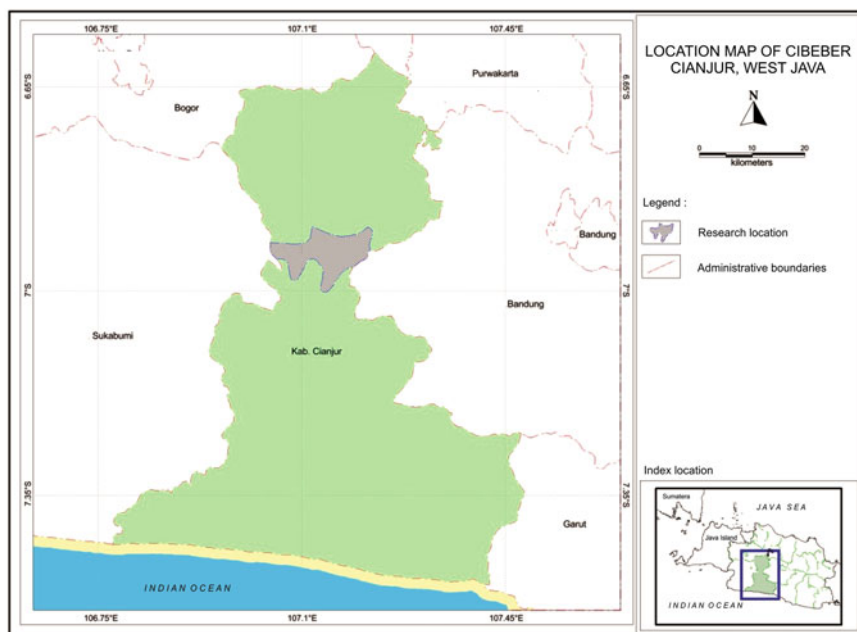 106.75°E
107.1°E
107.45°E
6.65°S
6.65°S
Purwakarta
Bogor
Bandung
7°S
7°S
Bandung
Sukabumi
Kab. Cianjur
7.35°S
7.35°S
Garut
INDIAN OCEAN
106.75°E
107.1°E
107.45°E
LOCATION MAP OF CIBEBER
CIANJUR, WEST JAVA
N
0 10 20
kilometers
Legend :
Research location
Administrative boundaries
Index location
Sumatera
JAVA SEA
Java Island
INDIAN OCEAN